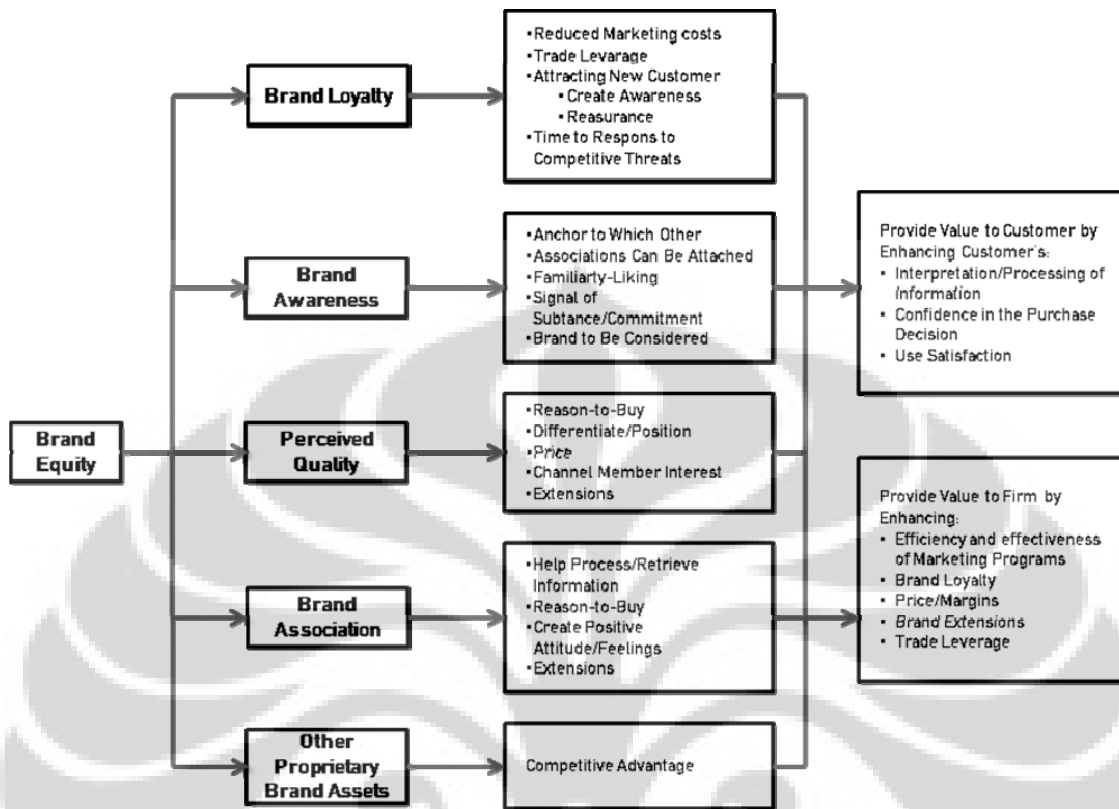 Brand
Equity
Brand Loyalty
▪Reduced Marketing costs
▪Trade Levarage
▪Attracting New Customer
▪Create Awareness
▪Reasurance
▪Time to Respons to
Competitive Threats
Brand
Awareness
▪Anchor to Which Other
▪Associations Can Be Attached
▪Familiarty-Liking
▪Signal of
Subtance/Commitment
▪Brand to Be Considered
Perceived
Quality
▪Reason-to-Buy
▪Differentiate/Position
▪Price
▪Channel Member Interest
▪Extensions
Brand
Association
▪Help Process/Retrieve
Information
▪Reason-to-Buy
▪Create Positive
Attitude/Feelings
▪Extensions
Other
Proprietary
Brand Assets
Competitive Advantage
Provide Value to Customer by
Enhancing Customer's:
▪ Interpretation/Processing of
Information
▪ Confidence in the Purchase
Decision
▪ Use Satisfaction
Provide Value to Firm by
Enhancing:
▪ Efficiency and effectiveness
of Marketing Programs
▪ Brand Loyalty
▪ Price/Margins
▪ Brand Extensions
▪ Trade Leverage